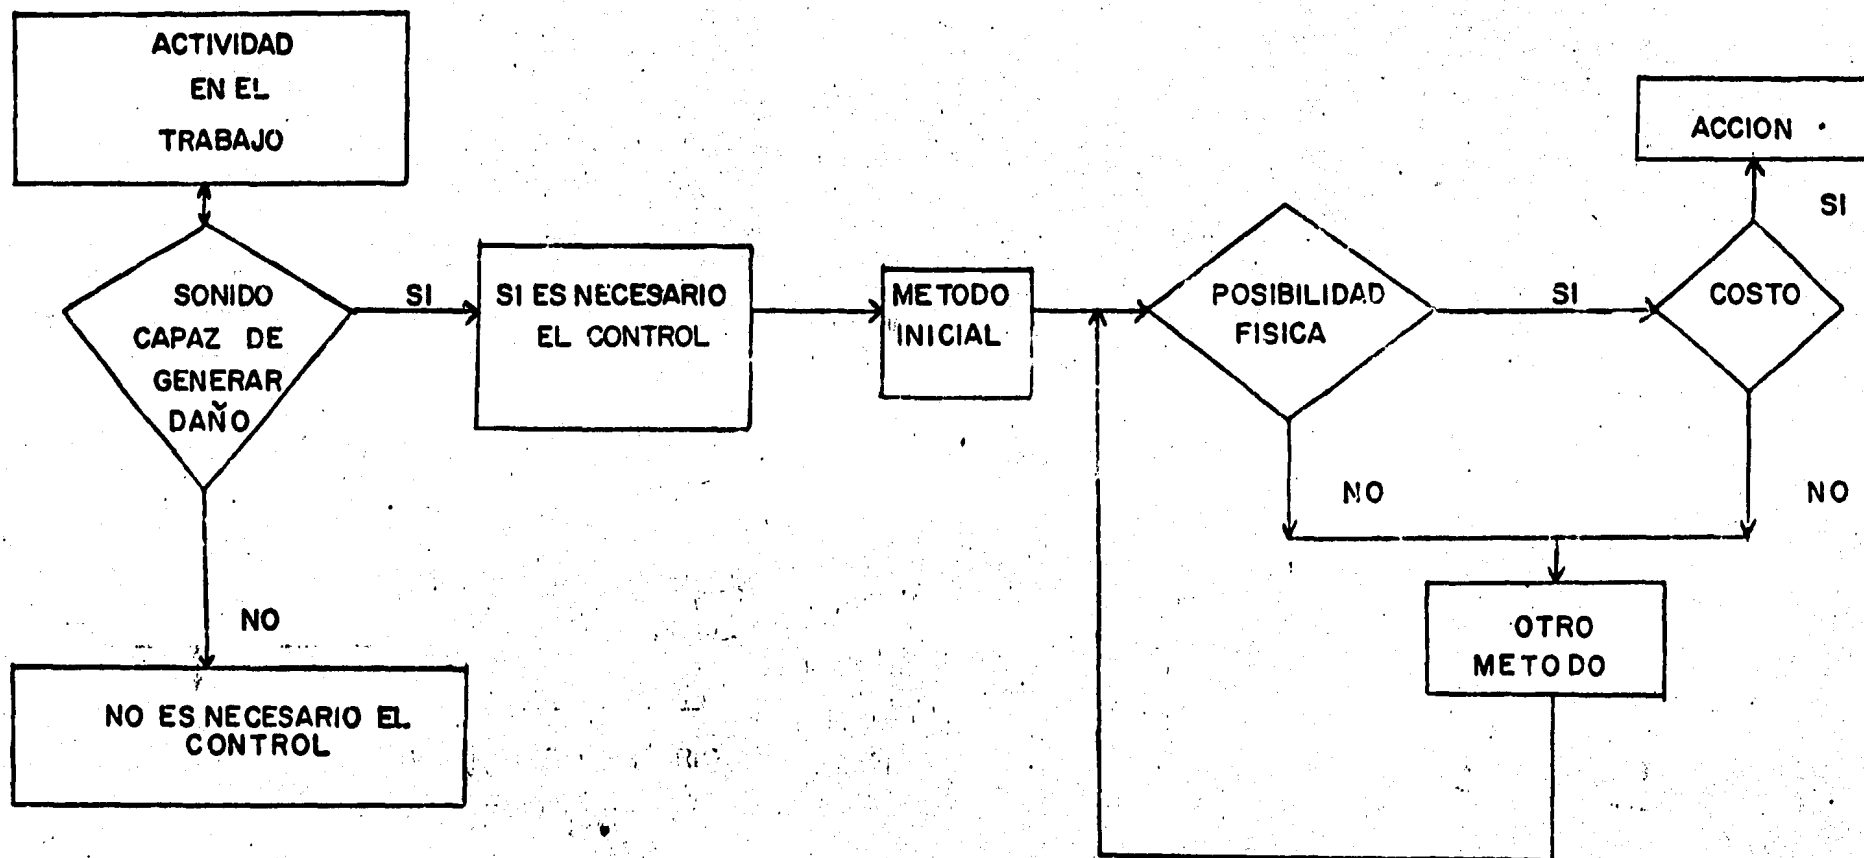 ACTIVIDAD
EN EL
TRABAJO
SONIDO
CAPAZ DE
GENERAR
DAÑO
SI
NO
NO ES NECESARIO EL
CONTROL
SI ES NECESARIO
EL CONTROL
METODO
INICIAL
POSIBILIDAD
FISICA
SI
NO
COSTO
SI
NO
ACCION
OTRO
METODO